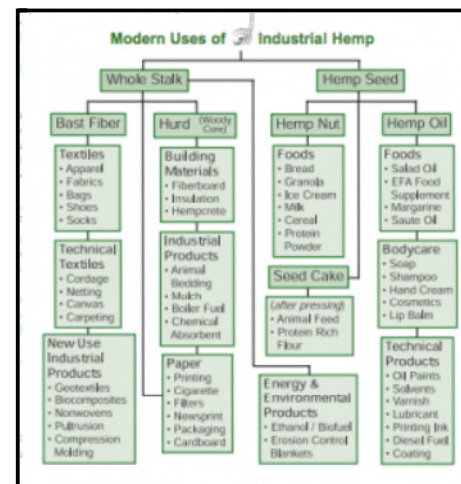 Modern Uses of Industrial Hemp
Whole Stalk
Hemp Seed
Bast Fiber
Hurd (Woody
Core)
Hemp Nut
Hemp Oil
Textiles
• Apparel
• Fabrics
• Bags
• Shoes
• Socks
Technical
Textiles
• Cordage
• Netting
• Canvas
• Carpeting
New Use
Industrial
Products
• Geotextiles
• Biocomposites
• Nonwovens
• Pultrusion
• Compression
Molding
Building
Materials
• Fiberboard
• Insulation
• Hempcrete
Industrial
Products
• Animal
Bedding
• Mulch
• Boiler Fuel
• Chemical
Absorbent
Paper
• Printing
• Cigarette
• Filters
• Newsprint
• Packaging
• Cardboard
Foods
• Bread
• Granola
• Ice Cream
• Milk
• Cereal
• Protein
Powder
Seed Cake
(after pressing)
• Animal Feed
• Protein Rich
Flour
Energy &
Environmental
Products
• Ethanol / Biofuel
• Erosion Control
Blankets
Foods
• Salad Oil
• EFA Food
Supplement
• Margarine
• Saute Oil
Bodycare
• Soap
• Shampoo
• Hand Cream
• Cosmetics
• Lip Balm
Technical
Products
• Oil Paints
• Solvents
• Varnish
• Lubricant
• Printing Ink
• Diesel Fuel
• Coating